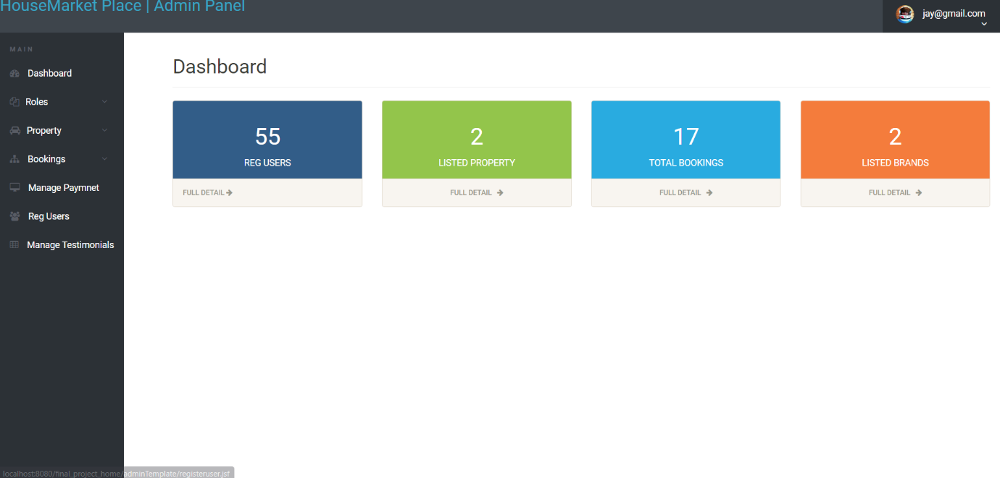 HouseMarket Place | Admin Panel
jay@gmail.com
MAIN
Dashboard
Roles
Property
Bookings
Manage Paymnet
Reg Users
Manage Testimonials
Dashboard
55
REG USERS
FULL DETAIL
2
LISTED PROPERTY
FULL DETAIL
17
TOTAL BOOKINGS
FULL DETAIL
2
LISTED BRANDS
FULL DETAIL
localhost:8080/final_project_home/adminTemplate/registeruser.jsf